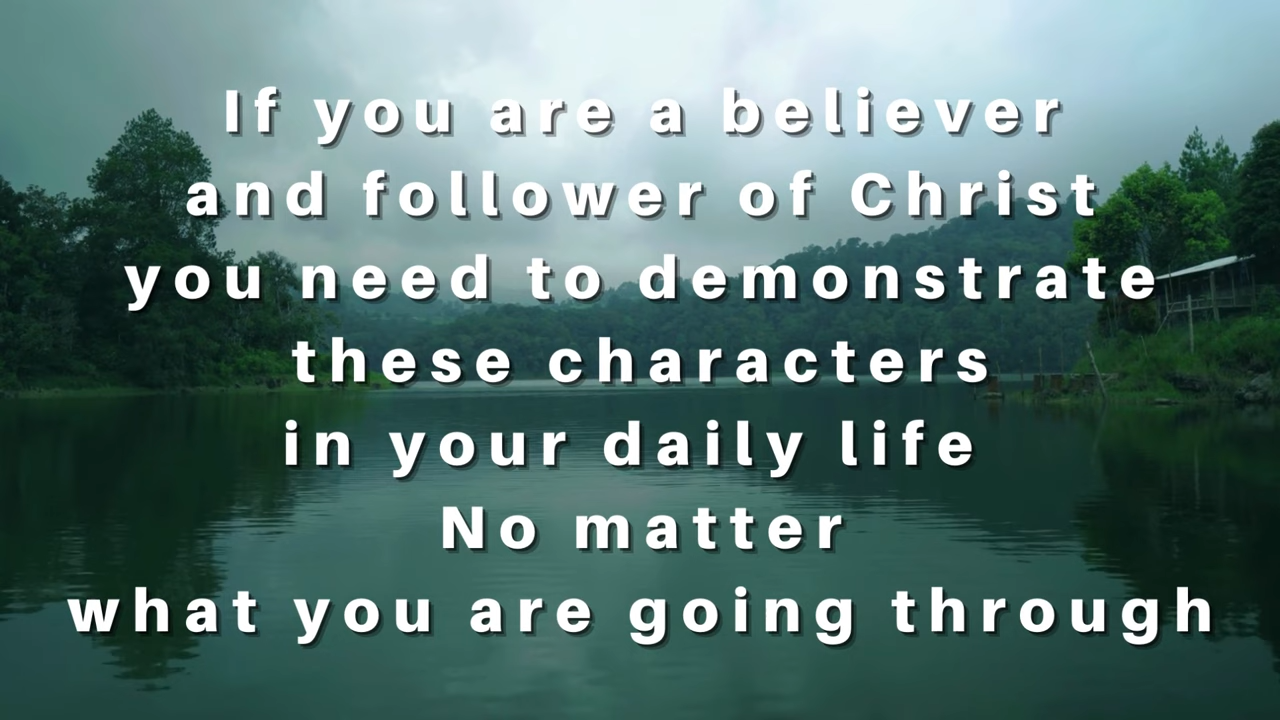 If you are a believer
and follower of Christ
you need to demonstrate
these characters
in your daily life
No matter
what you are going through